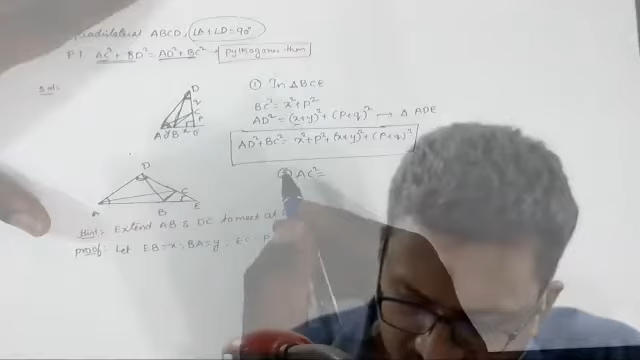 Quadrilateral ABCD, ∠A+∠D=90°
P.T. AC²+BD² = AD²+BC² → pythagoras thm
Sol:
① In △BCE
BC² = x²+p²
AD² = (x+y)²+(p+q)² → △ ADE
AD²+BC² = x²+p²+(x+y)²+(p+q)²
② AC² =
D
q
C
P
A y B x E
D
C
A B E
Hint: Extend AB & DC to meet at
proof: Let EB=x, BA=y, EC=P